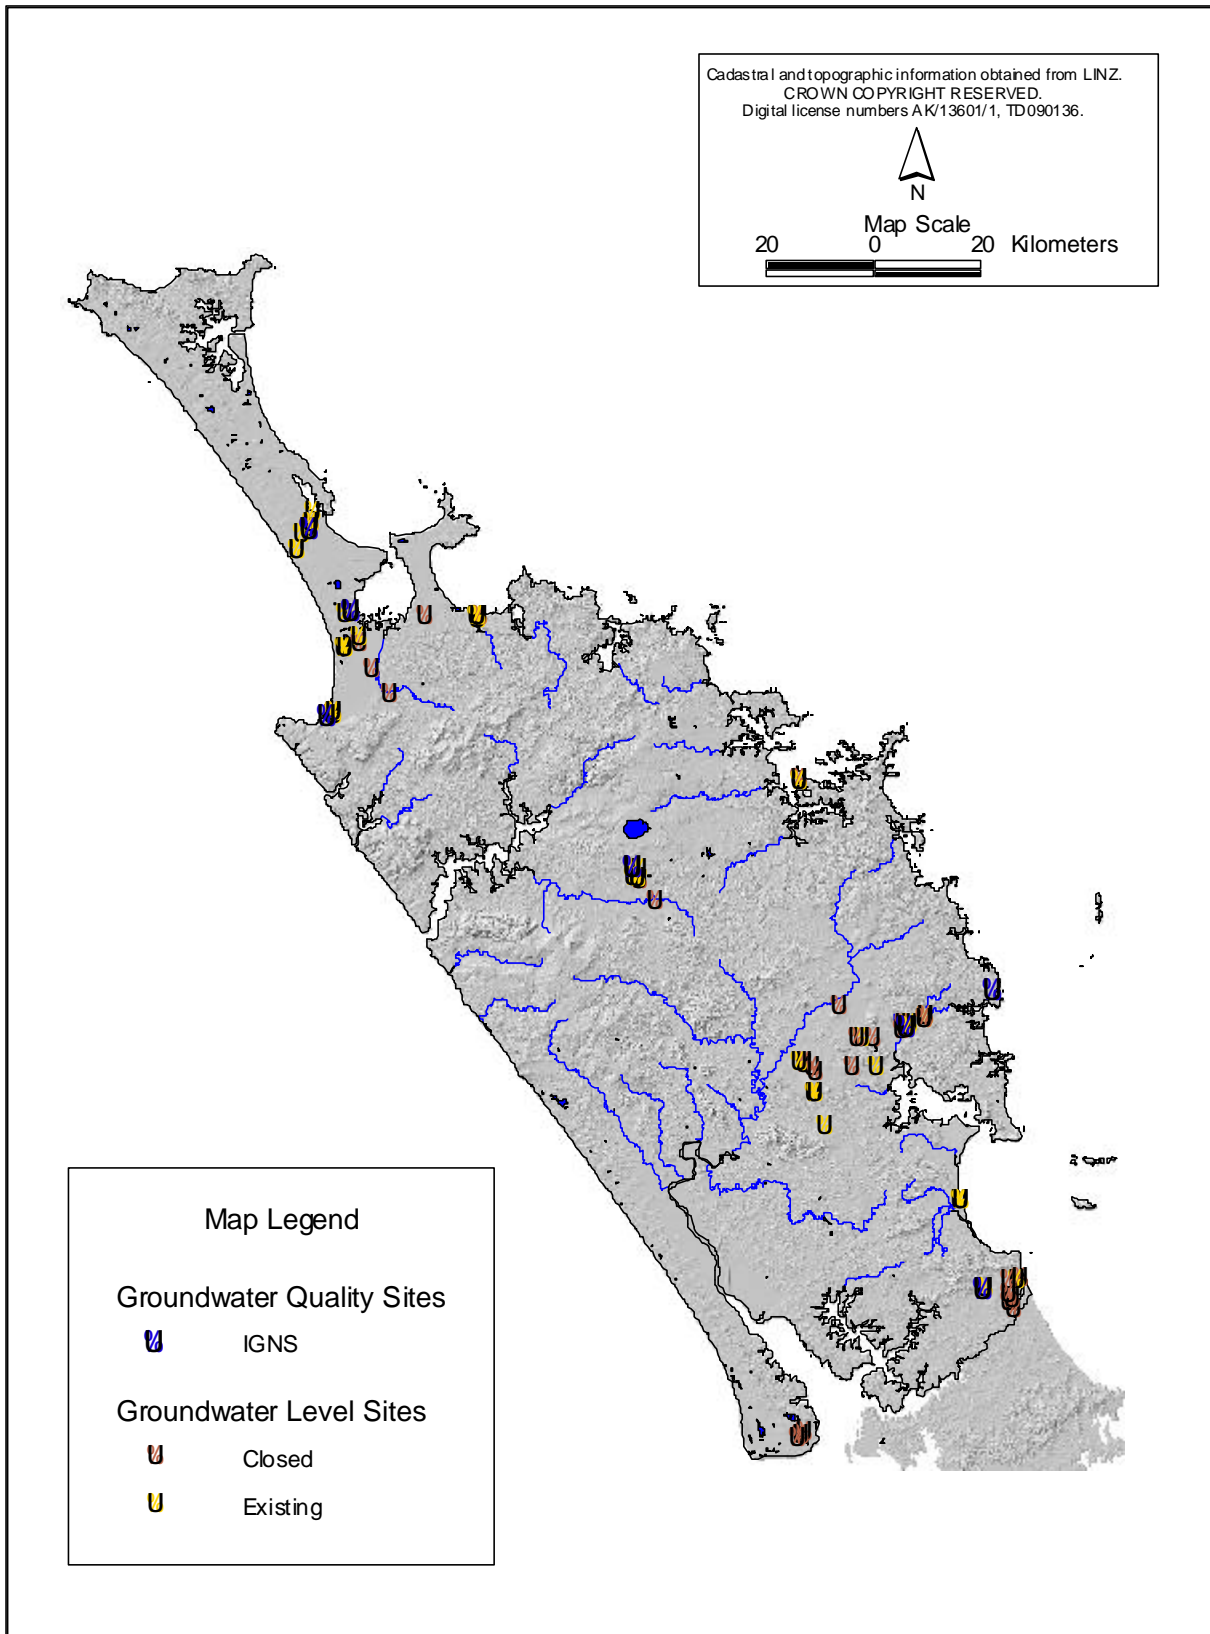 Cadastral and topographic information obtained from LINZ.
CROWN COPYRIGHT RESERVED.
Digital license numbers AK/13601/1, TD090136.
N
Map Scale
20 0 20 Kilometers
Map Legend
Groundwater Quality Sites
IGNS
Groundwater Level Sites
Closed
Existing